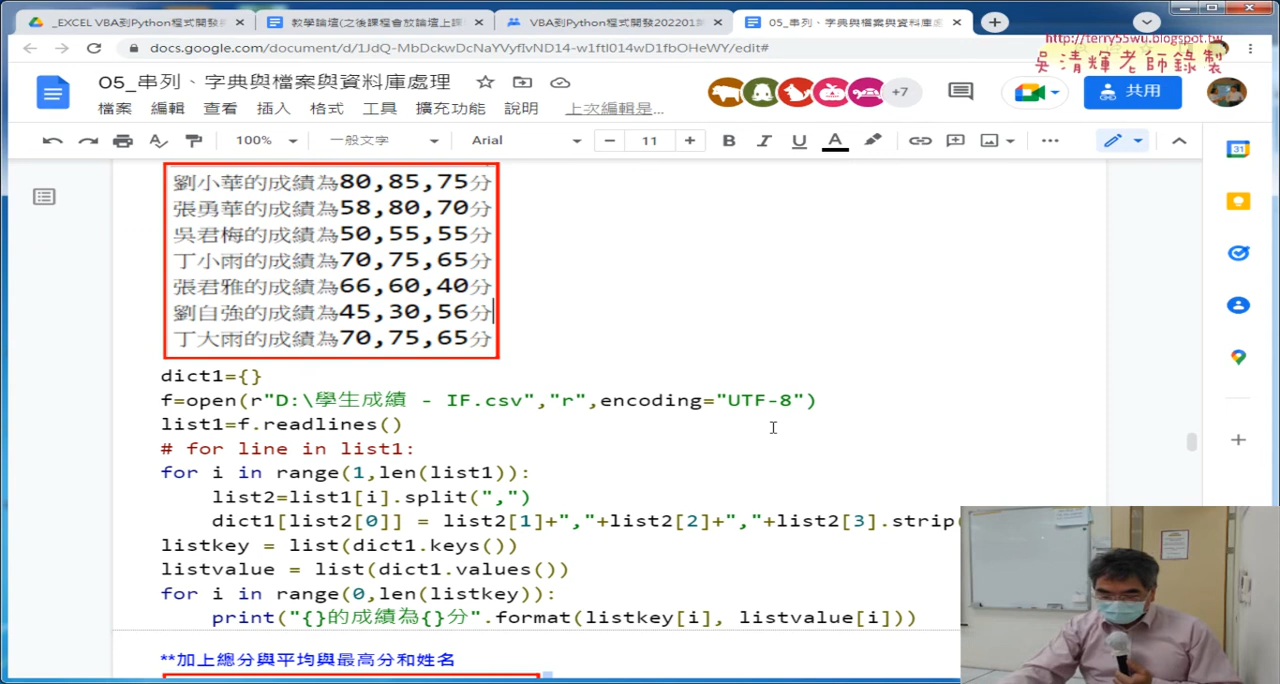 _EXCEL VBA到Python程式開發
教學論壇(之後課程會放論壇上課
VBA到Python程式開發202201
05_串列、字典與檔案與資料庫處
docs.google.com/document/d/1JdQ-MbDckwDcNaYVyfIvND14-w1ftl014wD1fbOHeWY/edit#
http://terry55wu.blogspot.tw
吳清輝老師錄製
05_串列、字典與檔案與資料庫處理
檔案 編輯 查看 插入 格式 工具 擴充功能 說明 上次編輯是...
+7
共用
100% 一般文字 Arial 11 B I U A
31
劉小華的成績為80,85,75分
張勇華的成績為58,80,70分
吳君梅的成績為50,55,55分
丁小雨的成績為70,75,65分
張君雅的成績為66,60,40分
劉自強的成績為45,30,56分
丁大雨的成績為70,75,65分
dict1={}
f=open(r"D:\學生成績 - IF.csv","r",encoding="UTF-8")
list1=f.readlines()
# for line in list1:
for i in range(1,len(list1)):
list2=list1[i].split(",")
dict1[list2[0]] = list2[1]+","+list2[2]+","+list2[3].strip(
listkey = list(dict1.keys())
listvalue = list(dict1.values())
for i in range(0,len(listkey)):
print("{}的成績為{}分".format(listkey[i], listvalue[i]))
**加上總分與平均與最高分和姓名